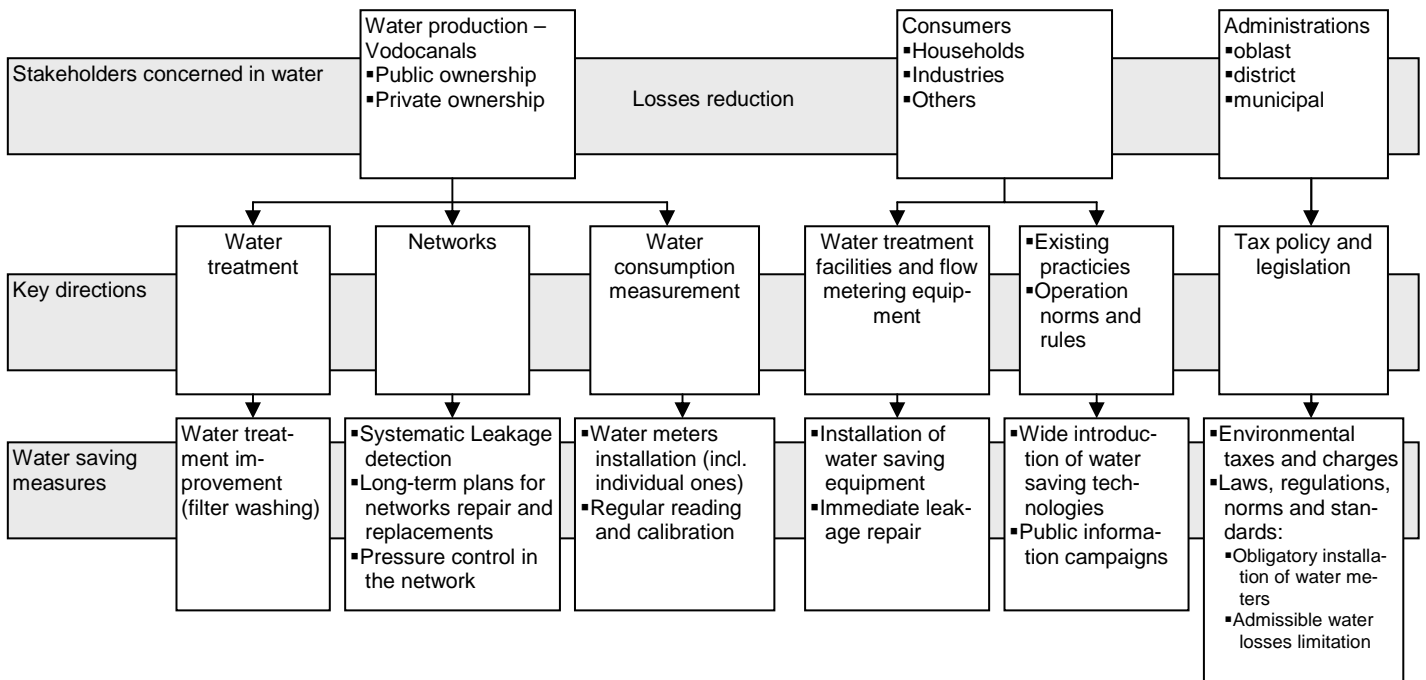 Stakeholders concerned in water
Water production –
Vodocanals
▪Public ownership
▪Private ownership
Losses reduction
Consumers
▪Households
▪Industries
▪Others
Administrations
▪oblast
▪district
▪municipal
Key directions
Water
treatment
Networks
Water
consumption
measurement
Water treatment
facilities and flow
metering equip-
ment
▪Existing
practicies
▪Operation
norms and
rules
Tax policy and
legislation
Water saving
measures
Water treat-
ment im-
provement
(filter washing)
▪Systematic Leakage
detection
▪Long-term plans for
networks repair and
replacements
▪Pressure control in
the network
▪Water meters
installation (incl.
individual ones)
▪Regular reading
and calibration
▪Installation of
water saving
equipment
▪Immediate leak-
age repair
▪Wide introduc-
tion of water
saving tech-
nologies
▪Public informa-
tion campaigns
▪Environmental
taxes and charges
▪Laws, regulations,
norms and stan-
dards:
▪Obligatory installa-
tion of water me-
ters
▪Admissible water
losses limitation